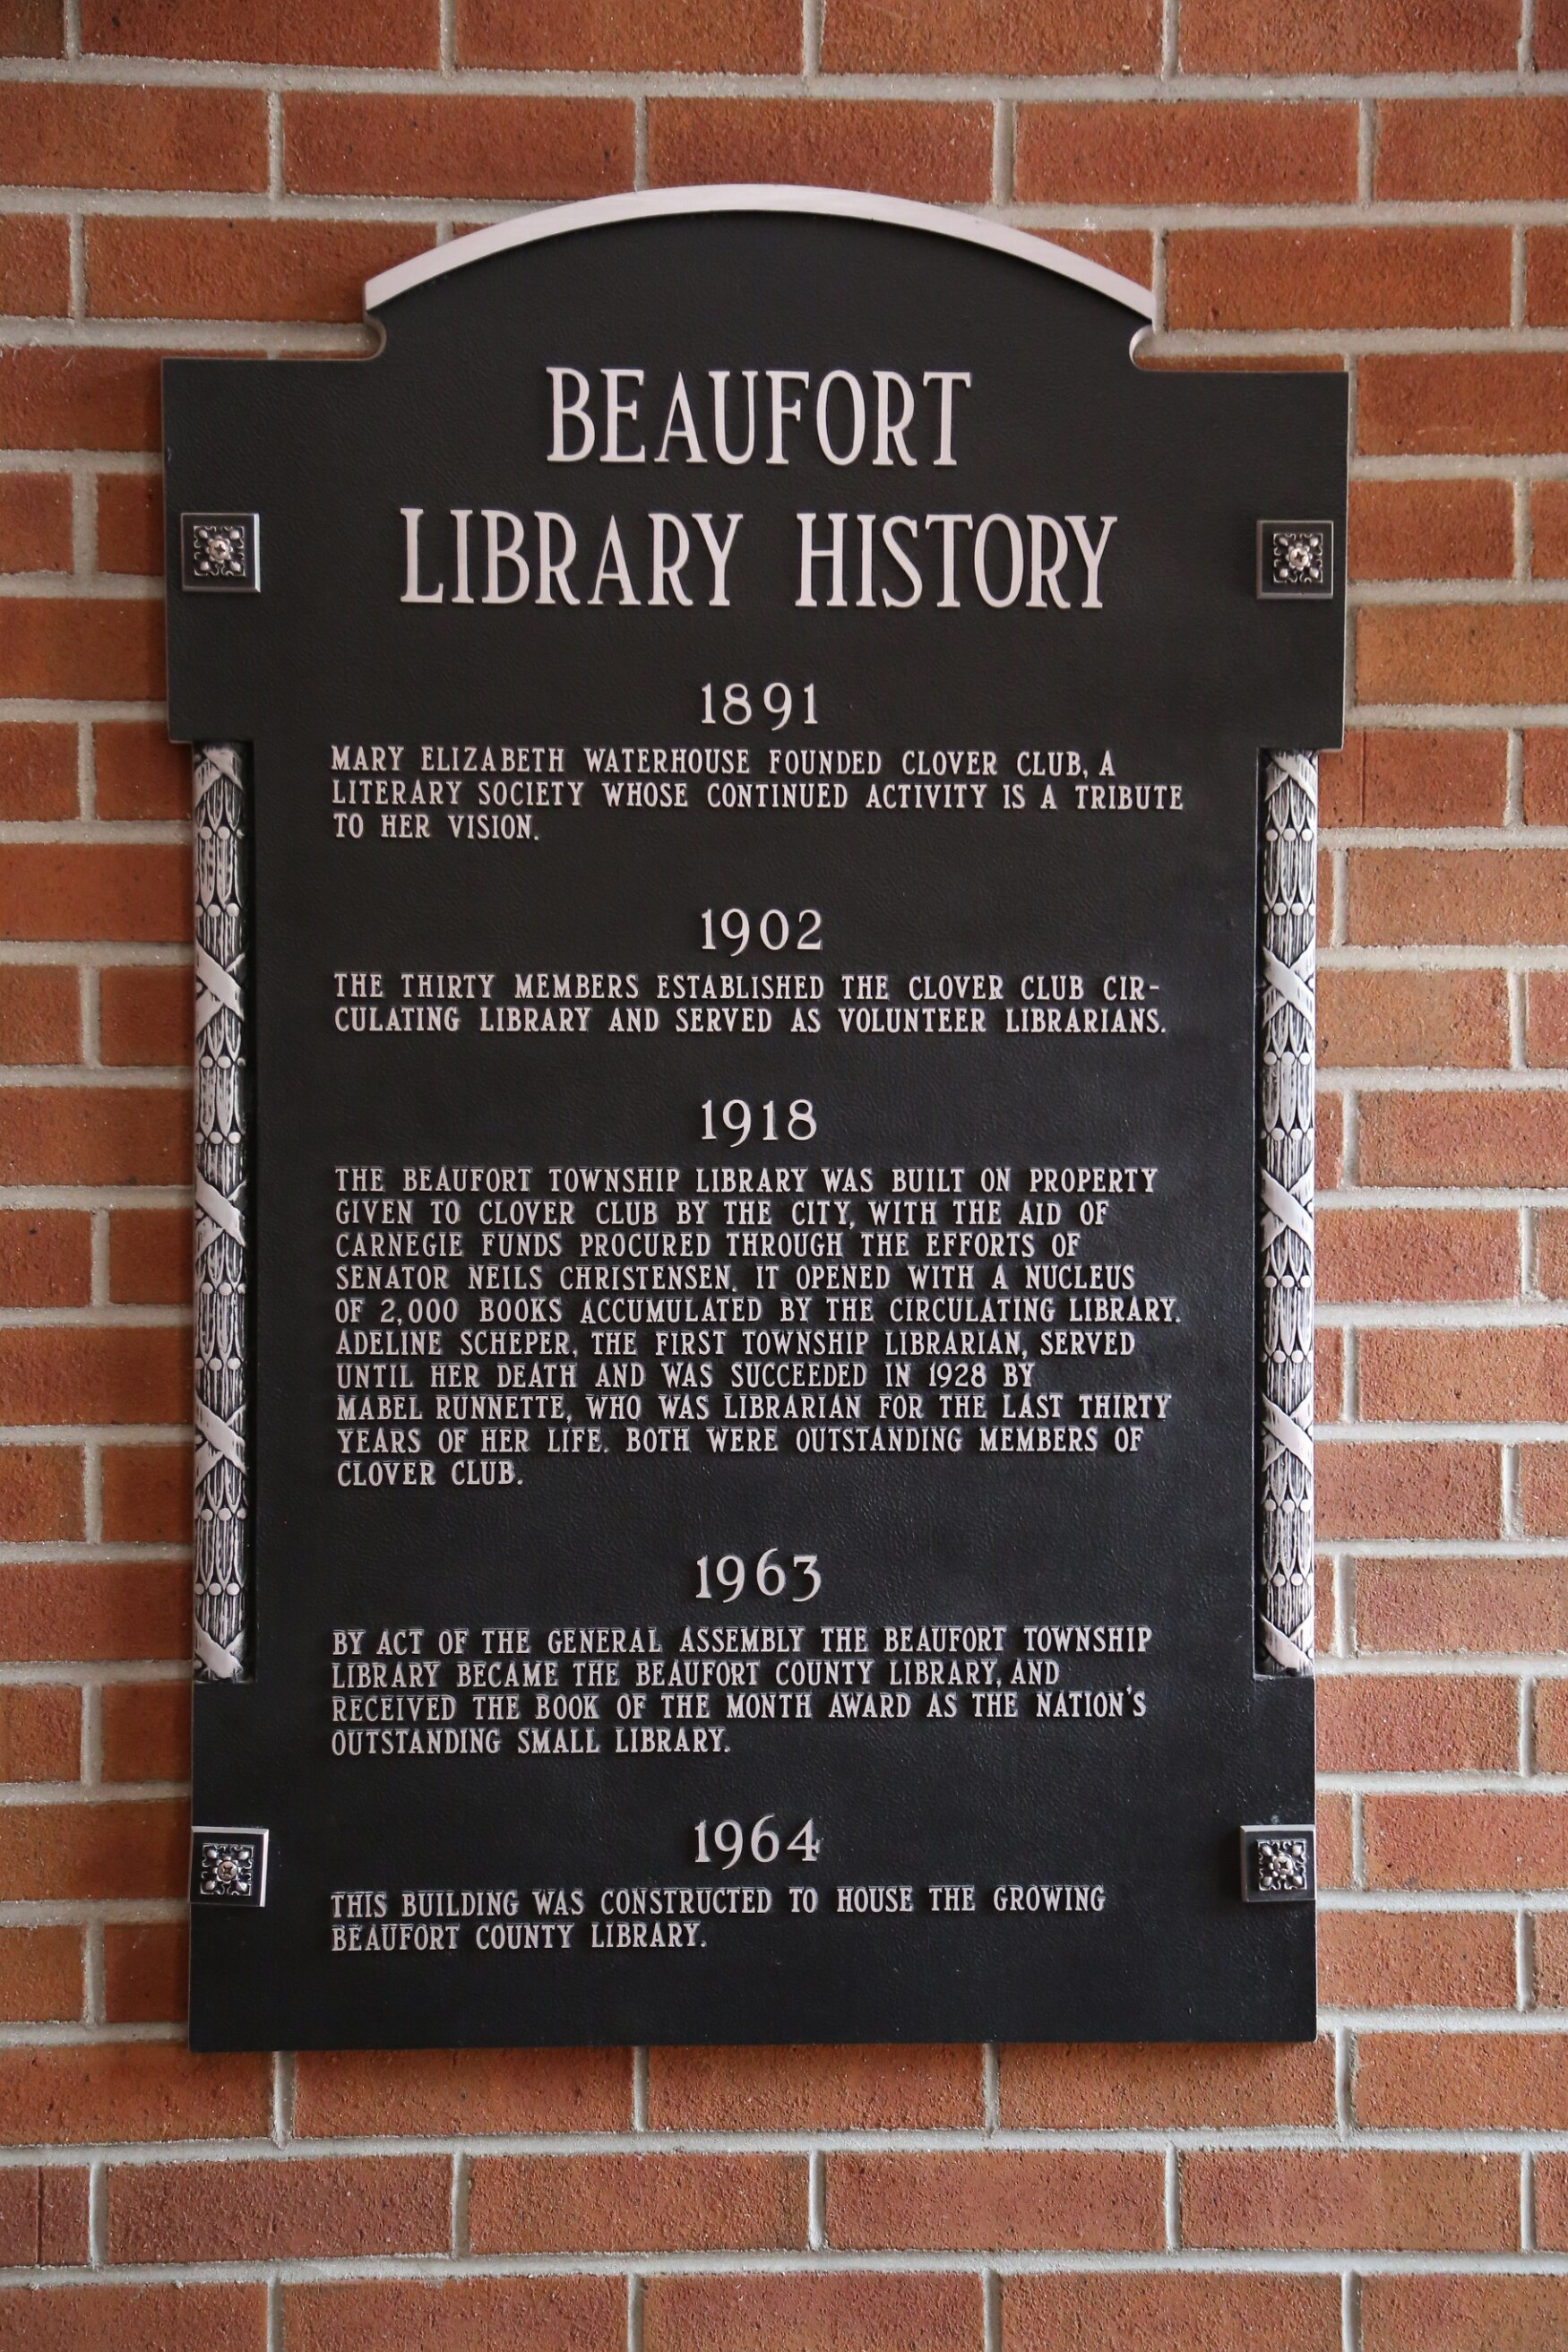 BEAUFORT
LIBRARY HISTORY
1891
MARY ELIZABETH WATERHOUSE FOUNDED CLOVER CLUB, A
LITERARY SOCIETY WHOSE CONTINUED ACTIVITY IS A TRIBUTE
TO HER VISION.
1902
THE THIRTY MEMBERS ESTABLISHED THE CLOVER CLUB CIR-
CULATING LIBRARY AND SERVED AS VOLUNTEER LIBRARIANS.
1918
THE BEAUFORT TOWNSHIP LIBRARY WAS BUILT ON PROPERTY
GIVEN TO CLOVER CLUB BY THE CITY, WITH THE AID OF
CARNEGIE FUNDS PROCURED THROUGH THE EFFORTS OF
SENATOR NEILS CHRISTENSEN. IT OPENED WITH A NUCLEUS
OF 2,000 BOOKS ACCUMULATED BY THE CIRCULATING LIBRARY.
ADELINE SCHEPER, THE FIRST TOWNSHIP LIBRARIAN, SERVED
UNTIL HER DEATH AND WAS SUCCEEDED IN 1928 BY
MABEL RUNNETTE, WHO WAS LIBRARIAN FOR THE LAST THIRTY
YEARS OF HER LIFE. BOTH WERE OUTSTANDING MEMBERS OF
CLOVER CLUB.
1963
BY ACT OF THE GENERAL ASSEMBLY THE BEAUFORT TOWNSHIP
LIBRARY BECAME THE BEAUFORT COUNTY LIBRARY, AND
RECEIVED THE BOOK OF THE MONTH AWARD AS THE NATION'S
OUTSTANDING SMALL LIBRARY.
1964
THIS BUILDING WAS CONSTRUCTED TO HOUSE THE GROWING
BEAUFORT COUNTY LIBRARY.